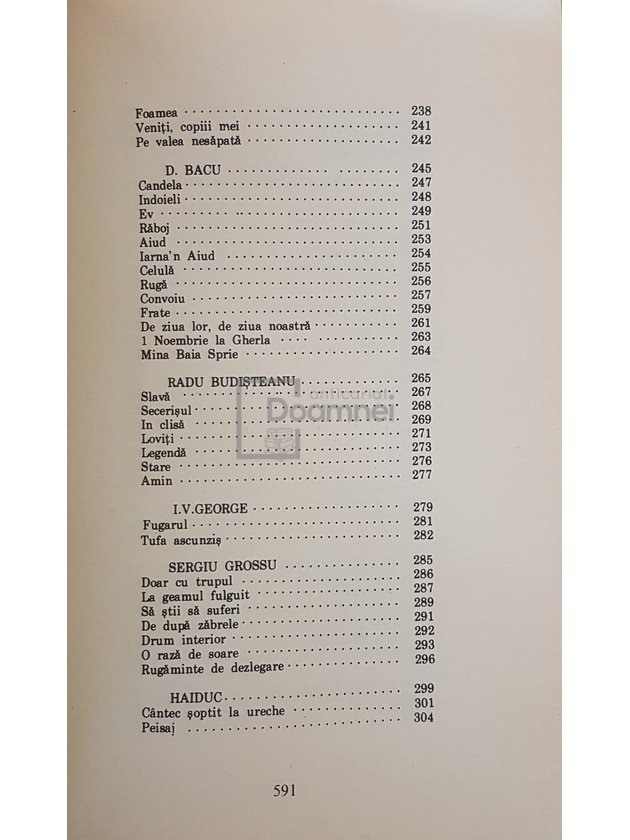 Foamea 238
Veniți, copiii mei 241
Pe valea nesăpată 242
D. BACU 245
Candela 247
Indoieli 248
Ev 249
Răboj 251
Aiud 253
Iarna'n Aiud 254
Celulă 255
Rugă 256
Convoiu 257
Frate 259
De ziua lor, de ziua noastră 261
1 Noembrie la Gherla 263
Mina Baia Sprie 264
RADU BUDIȘTEANU 265
Slavă 267
Secerișul 268
In clisă 269
Loviți 271
Legendă 273
Stare 276
Amin 277
anticariat
Doamnei
I.V.GEORGE 279
Fugarul 281
Tufa ascunziș 282
SERGIU GROSSU 285
Doar cu trupul 286
La geamul fulguit 287
Să știi să suferi 289
De după zăbrele 291
Drum interior 292
O rază de soare 293
Rugăminte de dezlegare 296
HAIDUC 299
Cântec șoptit la ureche 301
Peisaj 304
591